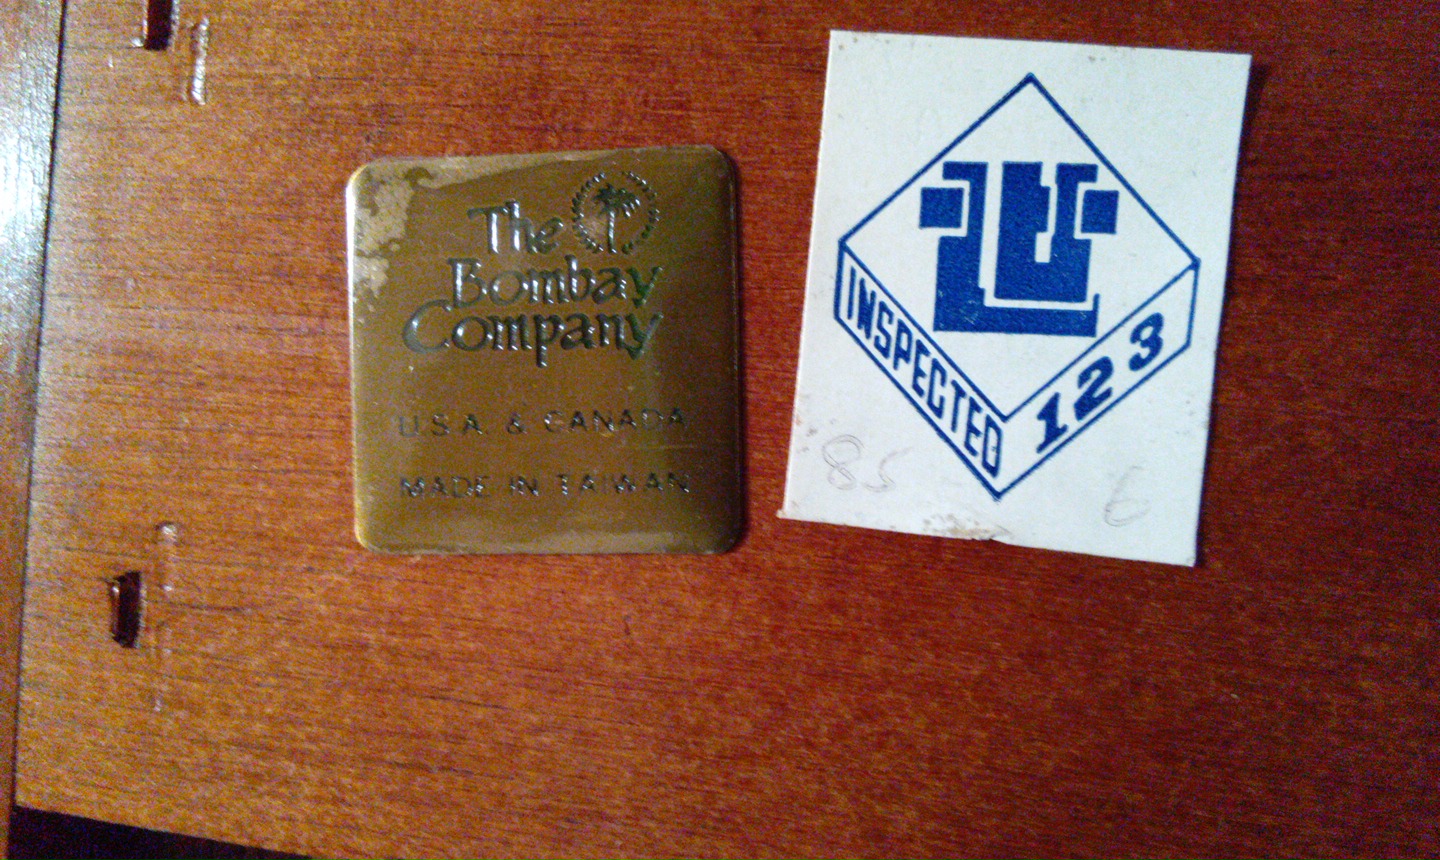 The
Bombay
Company
U.S.A. & CANADA
MADE IN TAIWAN
INSPECTED
123
85
6